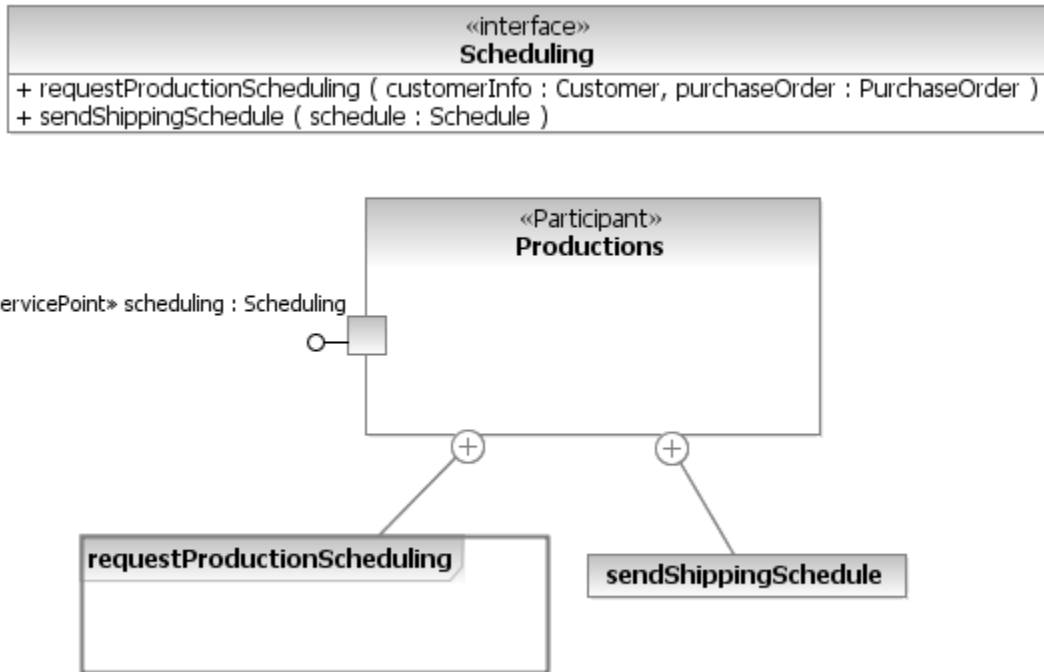 «interface»
Scheduling
+ requestProductionScheduling ( customerInfo : Customer, purchaseOrder : PurchaseOrder )
+ sendShippingSchedule ( schedule : Schedule )
«Participant»
Productions
ervicePoint» scheduling : Scheduling
requestProductionScheduling
sendShippingSchedule